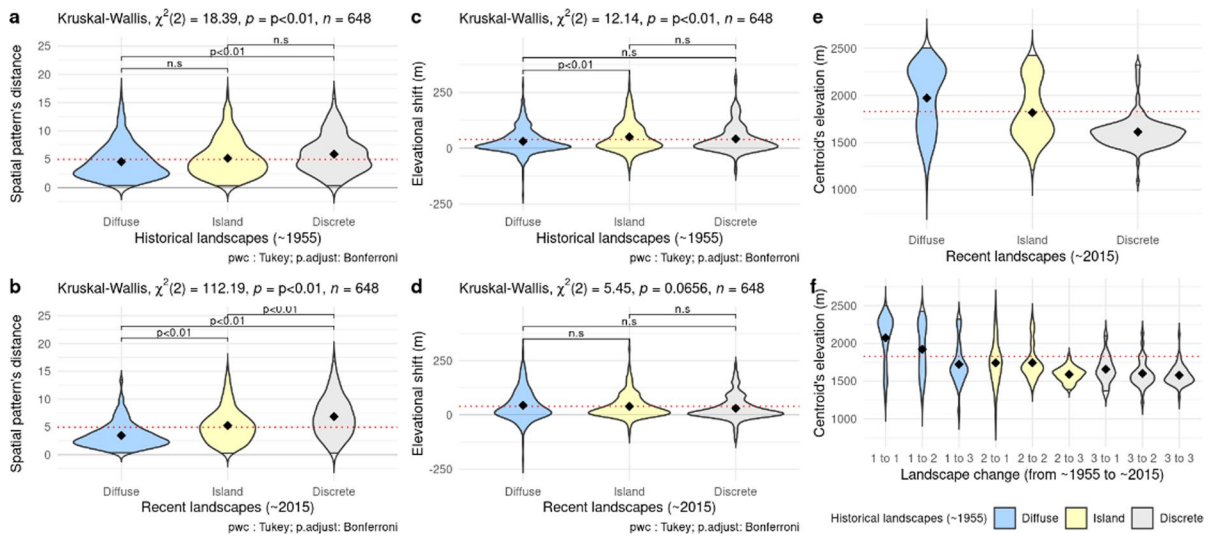 a
Kruskal-Wallis, χ²(2) = 18.39, p = p<0.01, n = 648
Spatial pattern's distance
25
20
15
10
5
0
n.s
p<0.01
n.s
Diffuse Island Discrete
Historical landscapes (~1955)
pwc : Tukey; p.adjust: Bonferroni
b
Kruskal-Wallis, χ²(2) = 112.19, p = p<0.01, n = 648
Spatial pattern's distance
25
20
15
10
5
0
p<0.01
p<0.01
p<0.01
Diffuse Island Discrete
Recent landscapes (~2015)
pwc : Tukey; p.adjust: Bonferroni
c
Kruskal-Wallis, χ²(2) = 12.14, p = p<0.01, n = 648
Elevational shift (m)
250
0
-250
n.s
n.s
p<0.01
Diffuse Island Discrete
Historical landscapes (~1955)
pwc : Tukey; p.adjust: Bonferroni
d
Kruskal-Wallis, χ²(2) = 5.45, p = 0.0656, n = 648
Elevational shift (m)
250
0
-250
n.s
n.s
n.s
Diffuse Island Discrete
Recent landscapes (~2015)
pwc : Tukey; p.adjust: Bonferroni
e
Centroid's elevation (m)
2500
2000
1500
1000
Diffuse Island Discrete
Recent landscapes (~2015)
f
Centroid's elevation (m)
2500
2000
1500
1000
1 to 1 1 to 2 1 to 3 2 to 1 2 to 2 2 to 3 3 to 1 3 to 2 3 to 3
Landscape change (from ~1955 to ~2015)
Historical landscapes (~1955) Diffuse Island Discrete